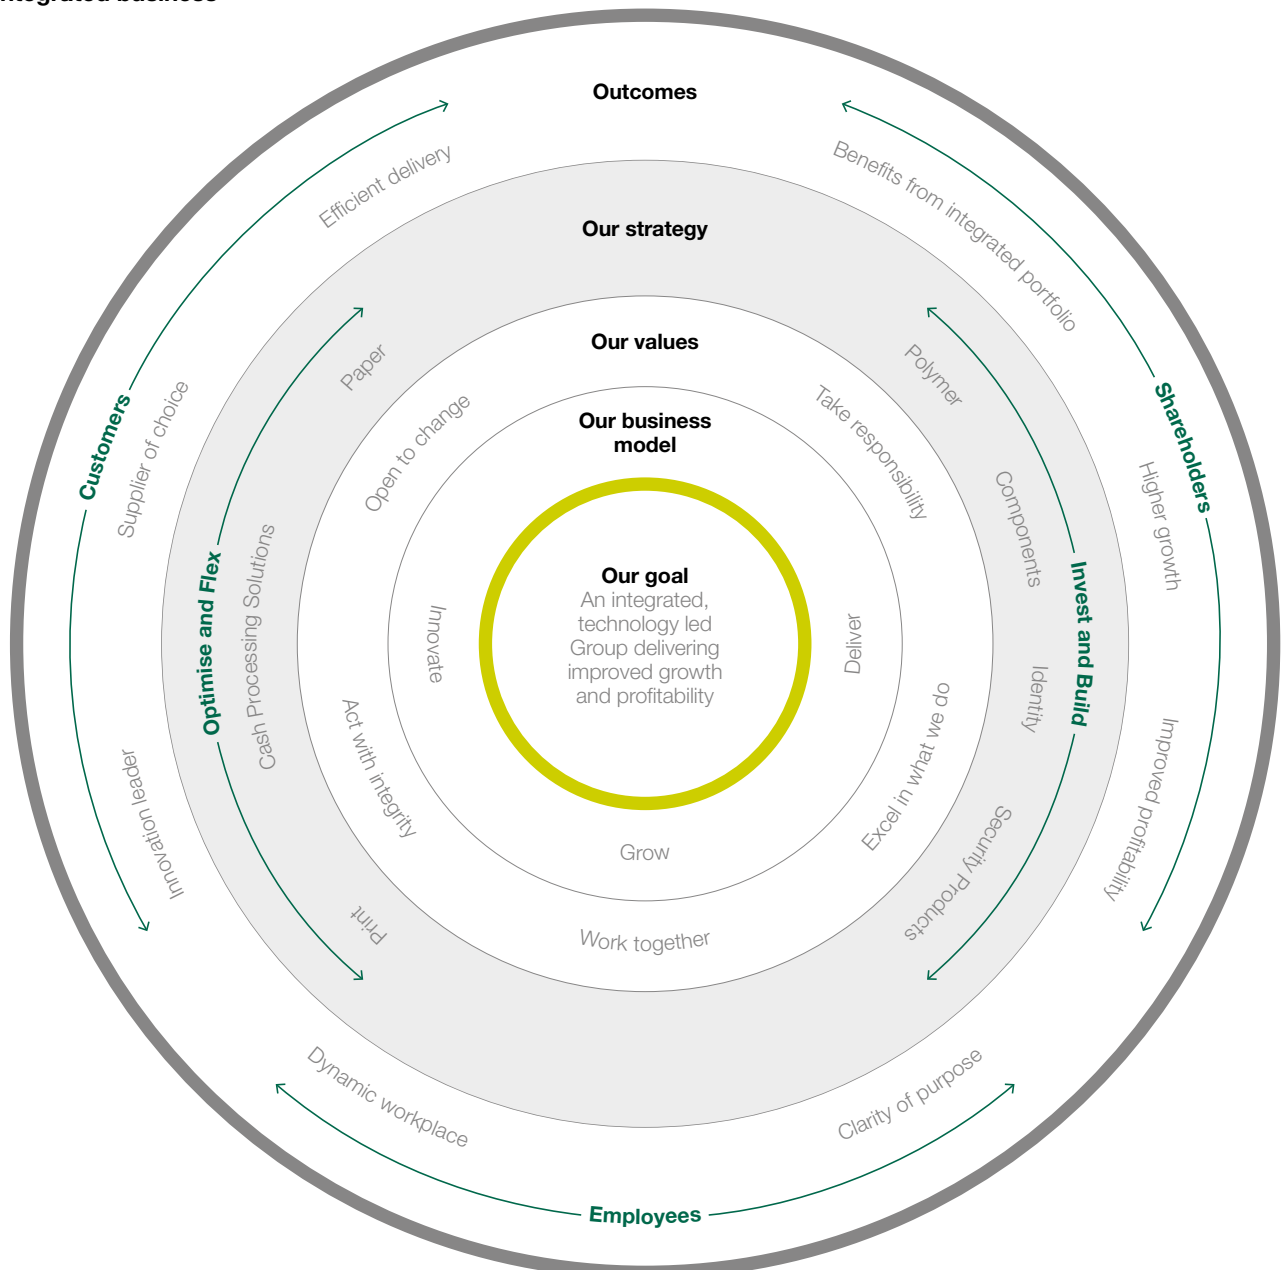 integrated business
Outcomes
Efficient delivery
Benefits from integrated portfolio
Our strategy
Our values
Paper
Polymer
Customers
Supplier of choice
Open to change
Take responsibility
Shareholders
Our business
model
Components
Higher growth
Optimise and Flex
Cash Processing Solutions
Innovate
Our goal
An integrated,
technology led
Group delivering
improved growth
and profitability
Deliver
Invest and Build
Identity
Act with integrity
Excel in what we do
Innovation leader
Improved profitability
Grow
Security Products
Print
Work together
Dynamic workplace
Clarity of purpose
Employees